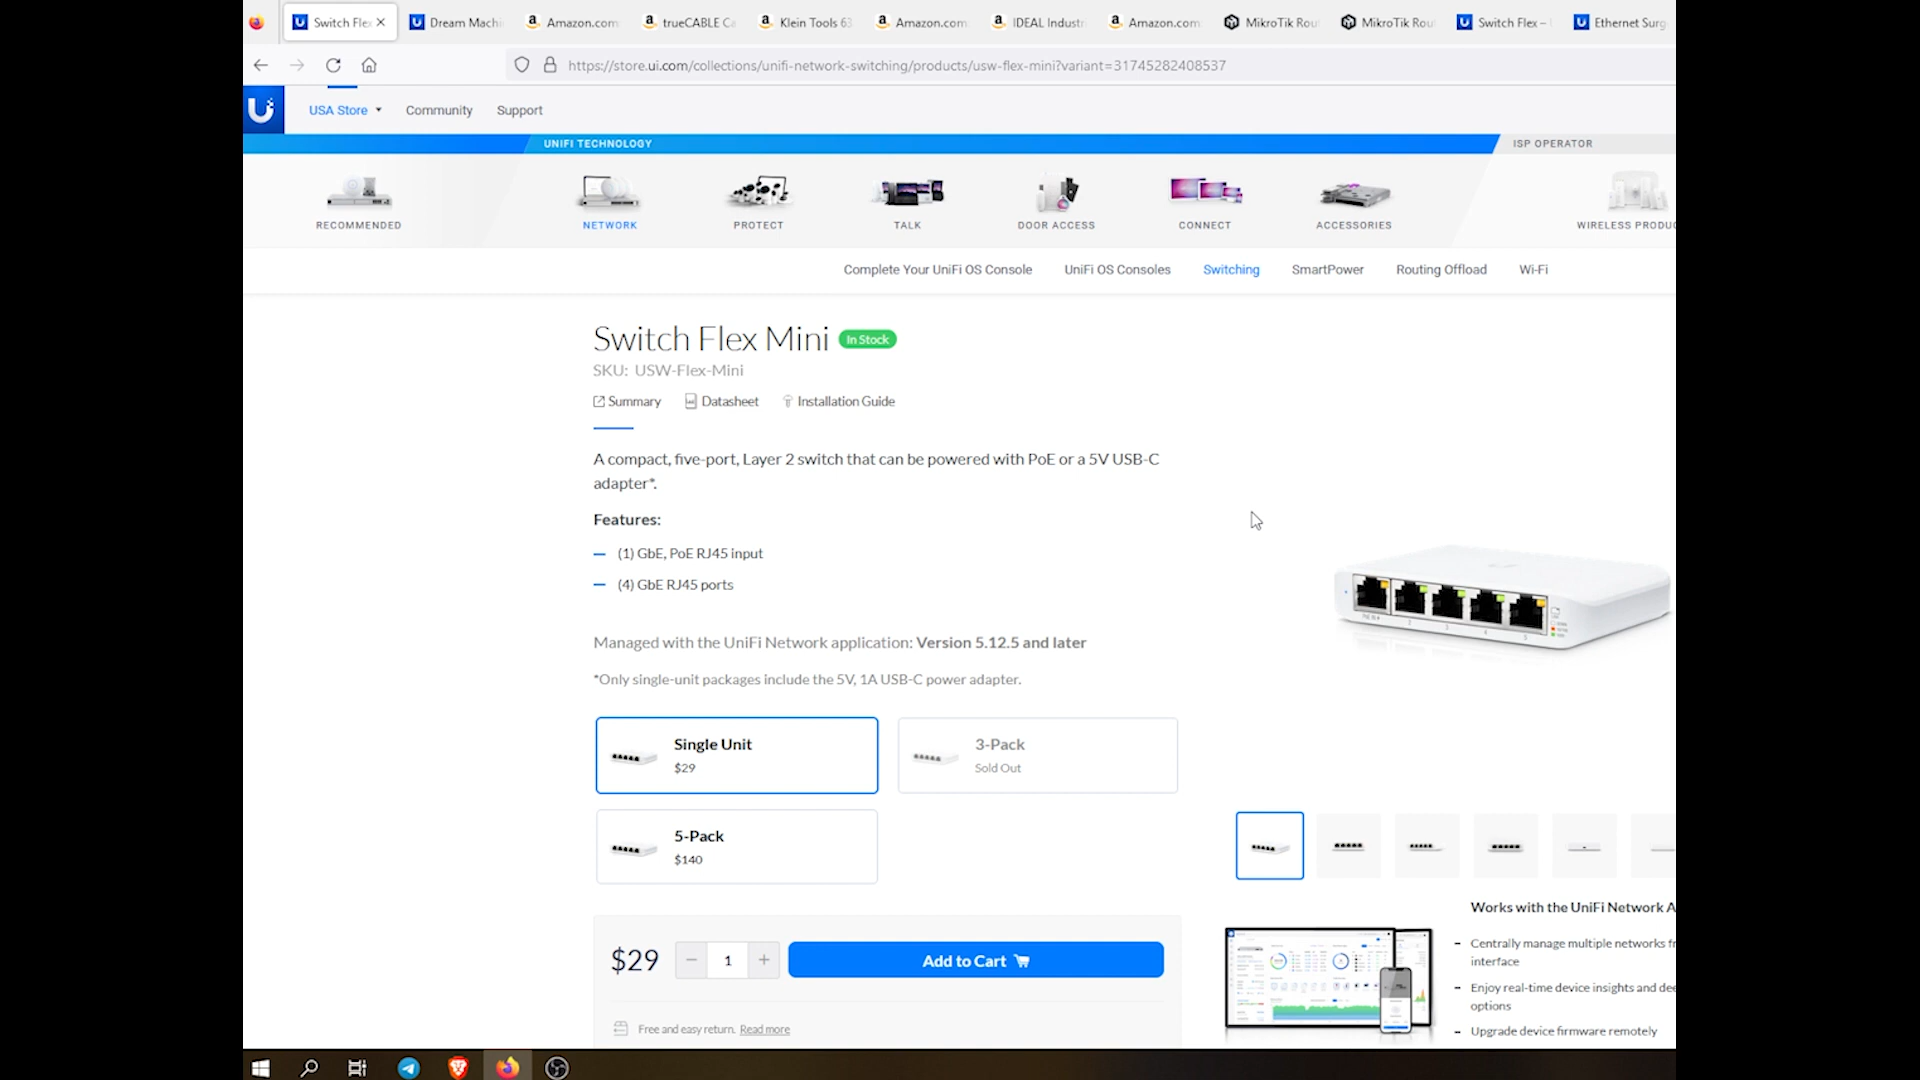 Switch Flex
Dream Machi
Amazon.com
trueCABLE Ca
Klein Tools 63
Amazon.com
IDEAL Industri
Amazon.com
MikroTik Rou
MikroTik Rou
Switch Flex –
Ethernet Surg
https://store.ui.com/collections/unifi-network-switching/products/usw-flex-mini?variant=31745282408537
USA Store
Community
Support
UNIFI TECHNOLOGY
ISP OPERATOR
RECOMMENDED
NETWORK
PROTECT
TALK
DOOR ACCESS
CONNECT
ACCESSORIES
WIRELESS PRODUC
Complete Your UniFi OS Console
UniFi OS Consoles
Switching
SmartPower
Routing Offload
Wi-Fi
Switch Flex Mini In Stock
SKU: USW-Flex-Mini
Summary
Datasheet
Installation Guide
A compact, five-port, Layer 2 switch that can be powered with PoE or a 5V USB-C
adapter*.
Features:
(1) GbE, PoE RJ45 input
(4) GbE RJ45 ports
Managed with the UniFi Network application: Version 5.12.5 and later
*Only single-unit packages include the 5V, 1A USB-C power adapter.
Single Unit
$29
3-Pack
Sold Out
5-Pack
$140
$29
1
Add to Cart
Free and easy return. Read more
Works with the UniFi Network A
Centrally manage multiple networks fr
interface
Enjoy real-time device insights and dee
options
Upgrade device firmware remotely